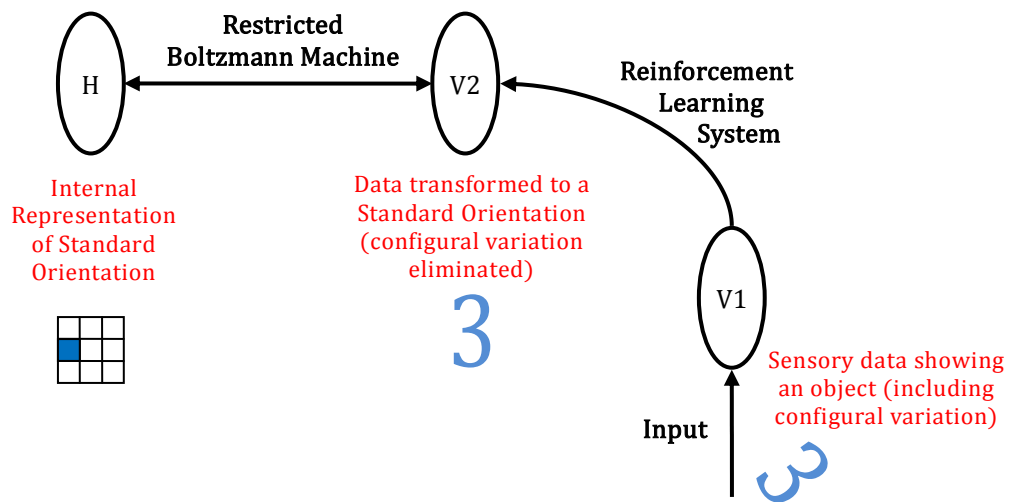 Restricted
Boltzmann Machine
H
V2
Reinforcement
Learning
System
Internal
Representation
of Standard
Orientation
Data transformed to a
Standard Orientation
(configural variation
eliminated)
3
V1
Sensory data showing
an object (including
configural variation)
Input
3